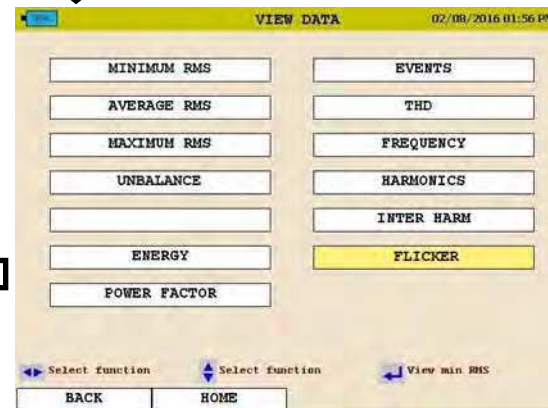 VIEW DATA 02/08/2016 01:56 PM
MINIMUM RMS
AVERAGE RMS
MAXIMUM RMS
UNBALANCE
ENERGY
POWER FACTOR
EVENTS
THD
FREQUENCY
HARMONICS
INTER HARM
FLICKER
Select function Select function View min RMS
BACK HOME